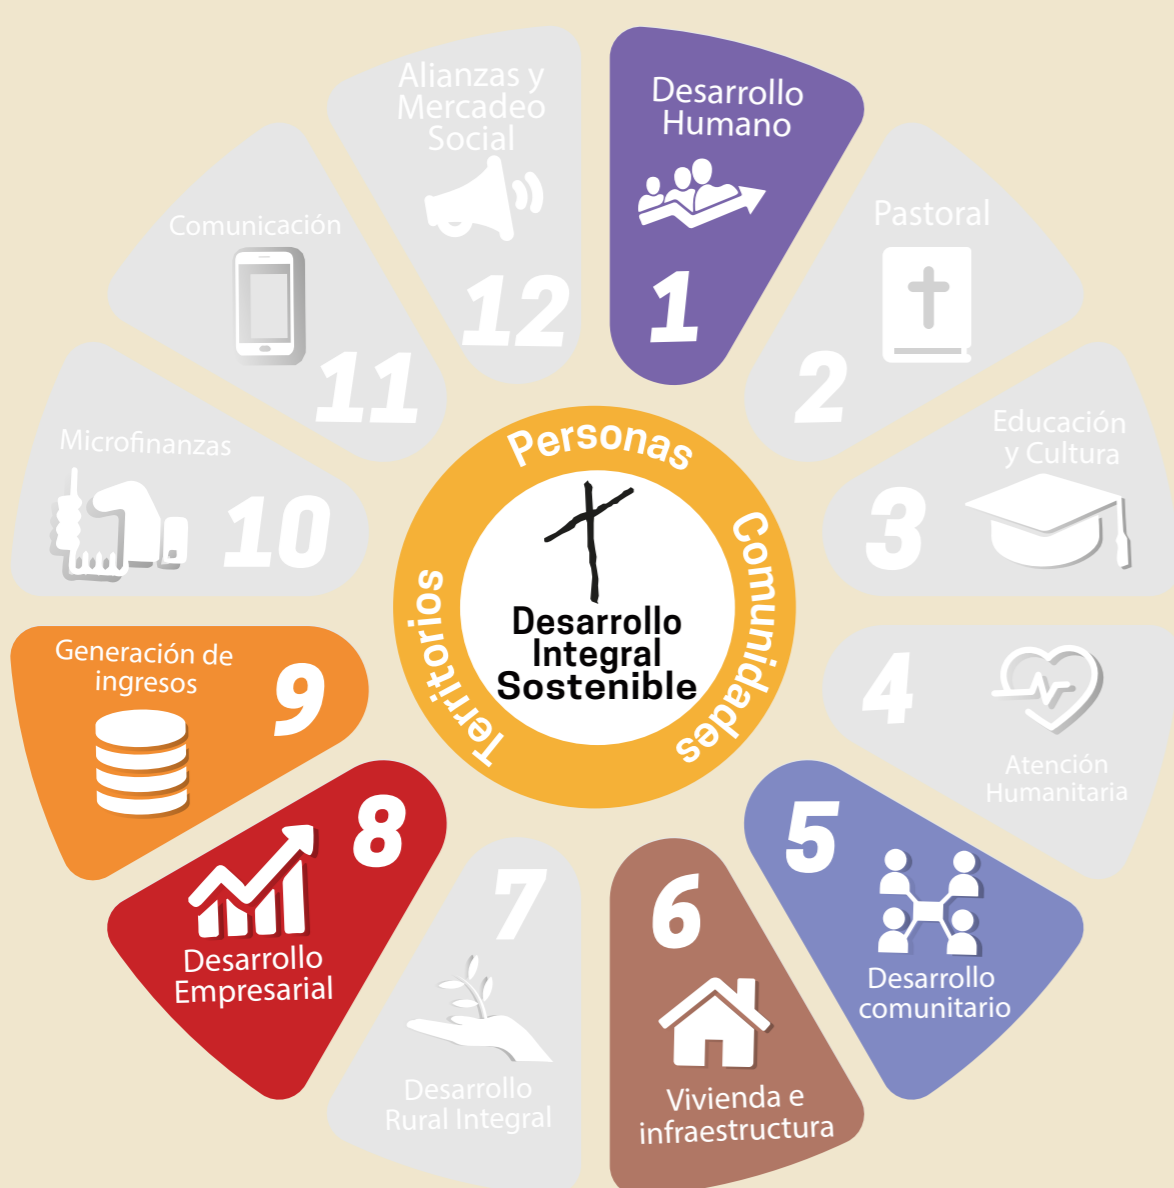 Desarrollo
Humano
1
Pastoral
2
Educación
y Cultura
3
4
Atención
Humanitaria
5
Desarrollo
comunitario
6
Vivienda e
infraestructura
7
Desarrollo
Rural Integral
8
Desarrollo
Empresarial
Generación de
ingresos
9
Microfinanzas
10
Comunicación
11
Alianzas y
Mercadeo
Social
12
Personas
Comunidades
Territorios
Desarrollo
Integral
Sostenible